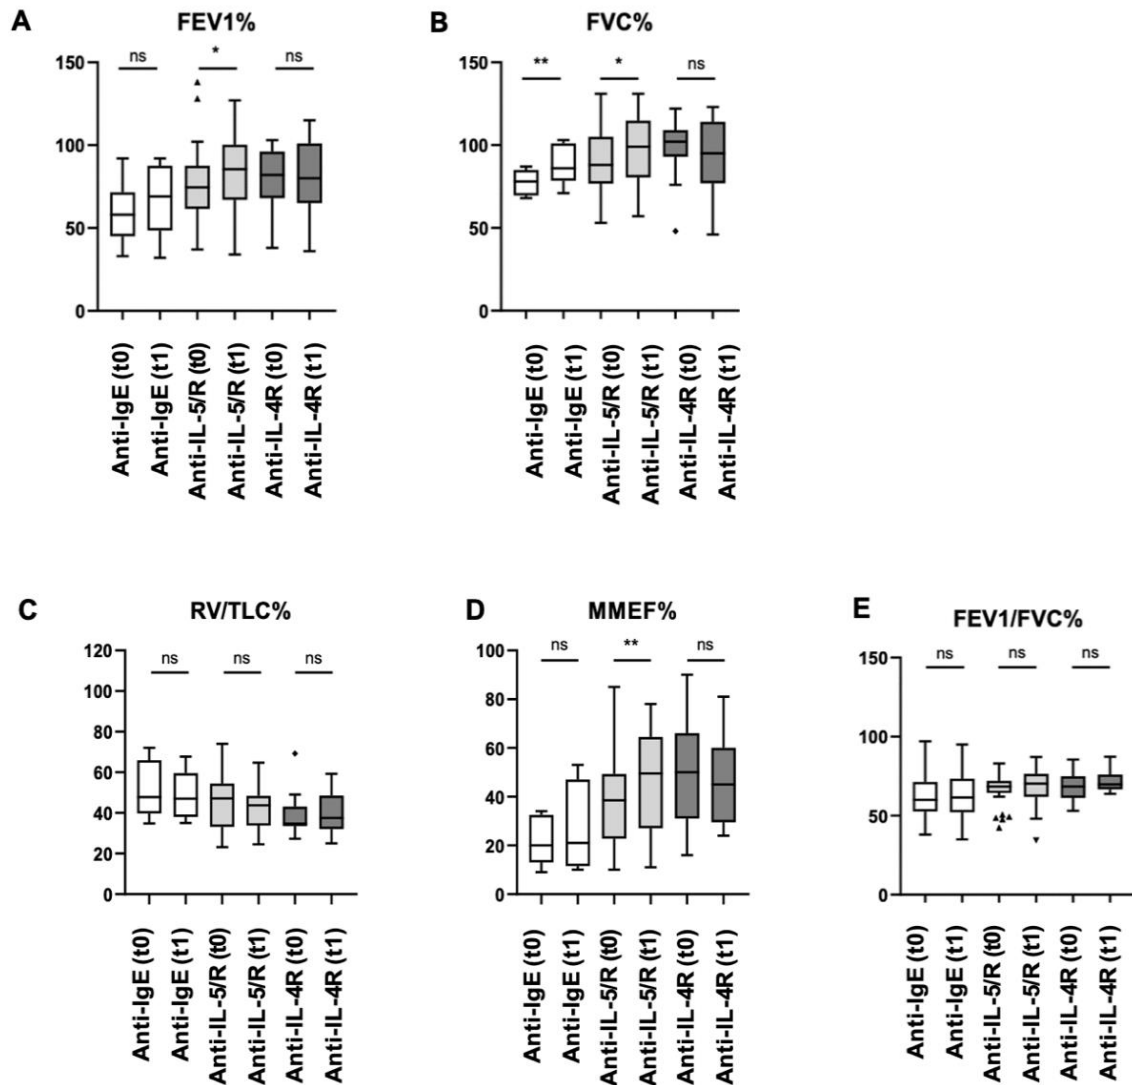 A
FEV1%
ns
*
ns
150
100
50
0
Anti-IgE (t0)
Anti-IgE (t1)
Anti-IL-5/R (t0)
Anti-IL-5/R (t1)
Anti-IL-4R (t0)
Anti-IL-4R (t1)
B
FVC%
**
*
ns
150
100
50
0
Anti-IgE (t0)
Anti-IgE (t1)
Anti-IL-5/R (t0)
Anti-IL-5/R (t1)
Anti-IL-4R (t0)
Anti-IL-4R (t1)
C
RV/TLC%
ns
ns
ns
120
100
80
60
40
20
0
Anti-IgE (t0)
Anti-IgE (t1)
Anti-IL-5/R (t0)
Anti-IL-5/R (t1)
Anti-IL-4R (t0)
Anti-IL-4R (t1)
D
MMEF%
ns
**
ns
100
80
60
40
20
0
Anti-IgE (t0)
Anti-IgE (t1)
Anti-IL-5/R (t0)
Anti-IL-5/R (t1)
Anti-IL-4R (t0)
Anti-IL-4R (t1)
E
FEV1/FVC%
ns
ns
ns
150
100
50
0
Anti-IgE (t0)
Anti-IgE (t1)
Anti-IL-5/R (t0)
Anti-IL-5/R (t1)
Anti-IL-4R (t0)
Anti-IL-4R (t1)